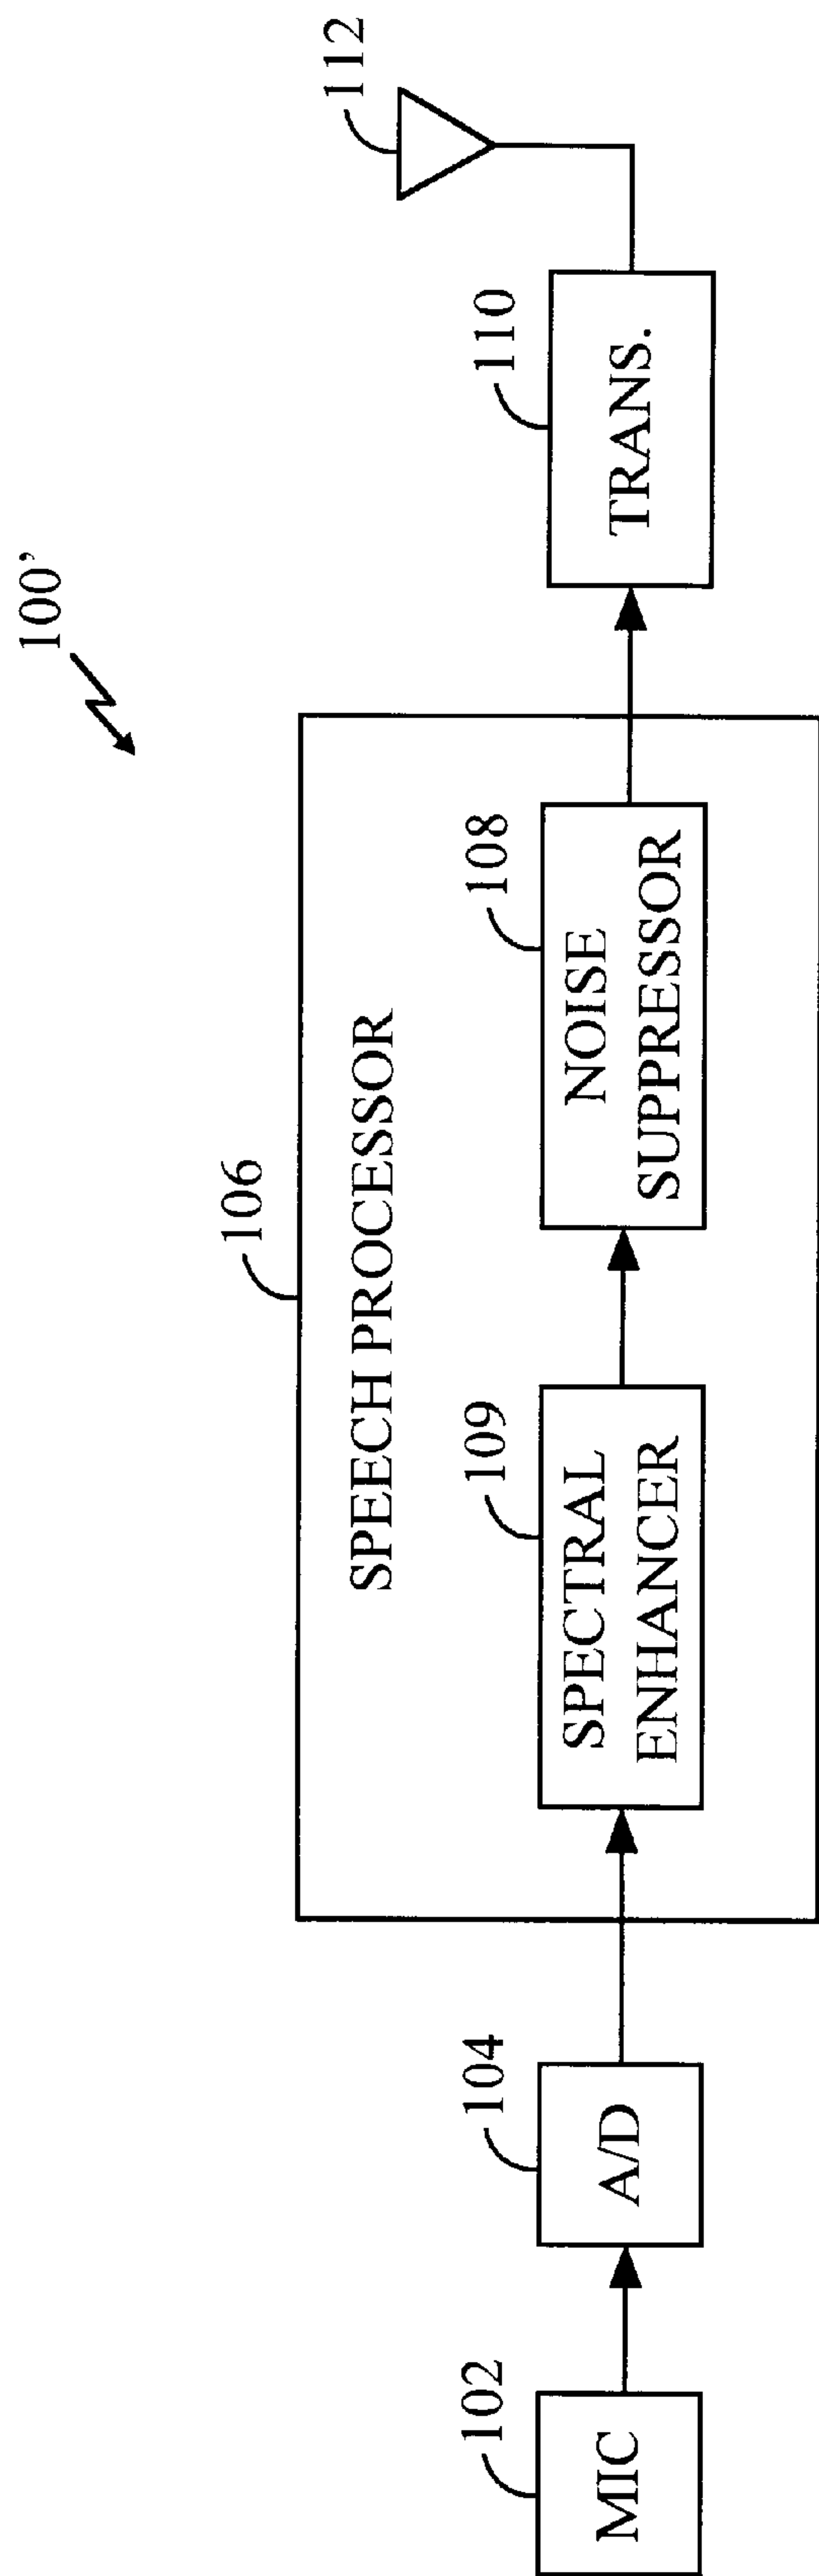 100’
106
SPEECH PROCESSOR
102
MIC
104
A/D
109
SPECTRAL
ENHANCER
108
NOISE
SUPPRESSOR
110
TRANS.
112